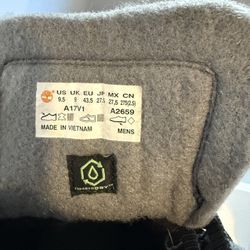 US UK EU JP MX CN
9.5 9 43.5 27.5 27.5 275(2.5)
A17V1 A2659
MADE IN VIETNAM MENS
TIMBERDRY